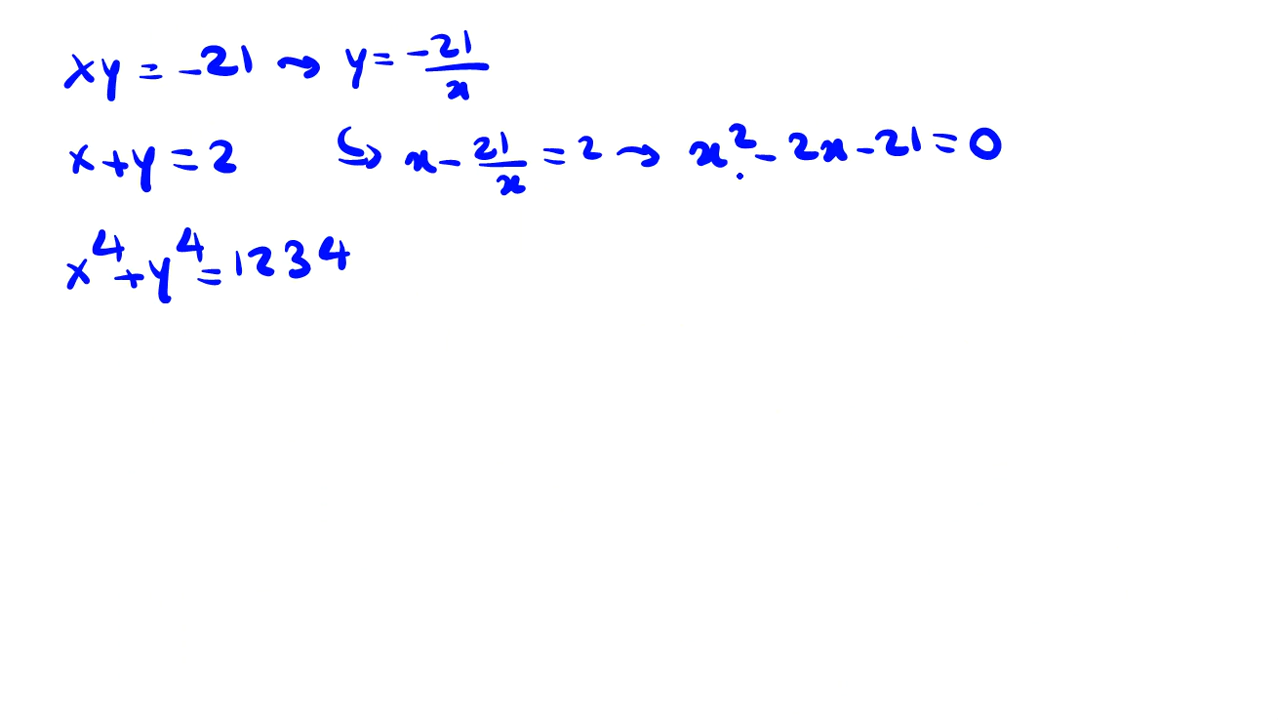 xy = -21 → y = -21/x
x+y = 2 ↪ x - 21/x = 2 → x² - 2x - 21 = 0
x⁴+y⁴ = 1234